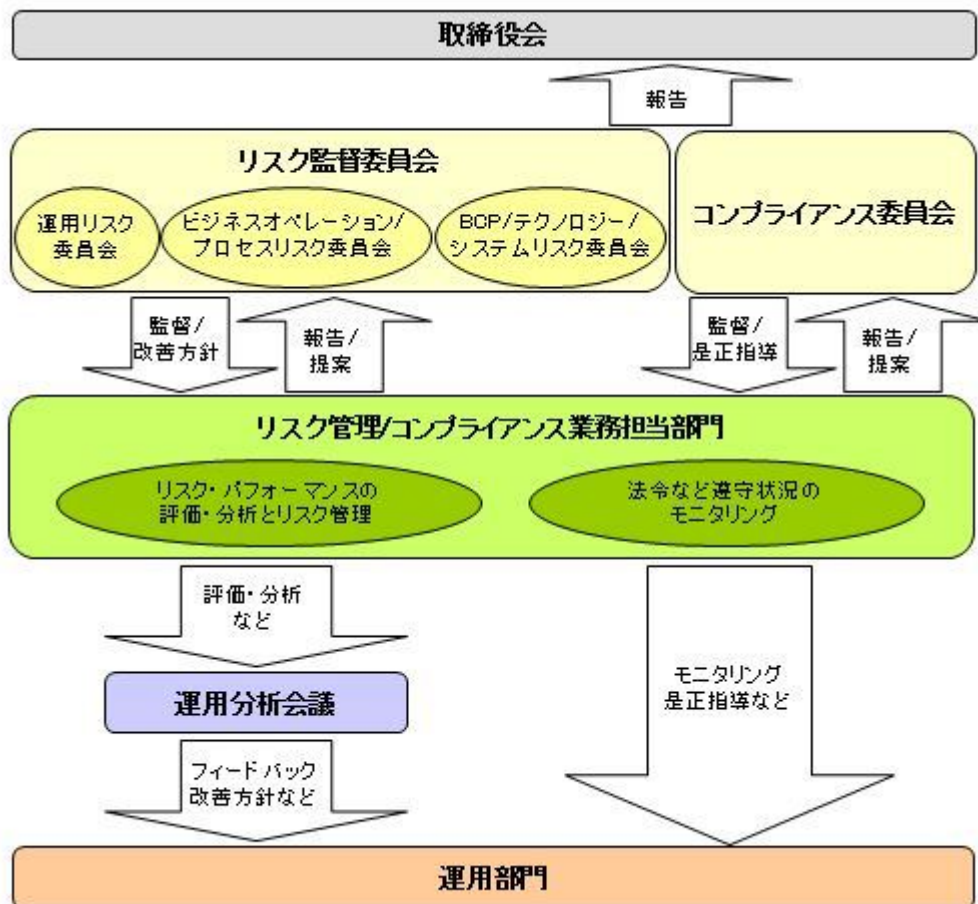 取締役会
報告
リスク監督委員会
運用リスク
委員会
ビジネスオペレーション/
プロセスリスク委員会
BCP/テクノロジー/
システムリスク委員会
コンプライアンス委員会
監督/
改善方針
報告/
提案
監督/
是正指導
報告/
提案
リスク管理/コンプライアンス業務担当部門
リスク・パフォーマンスの
評価・分析とリスク管理
法令など遵守状況の
モニタリング
評価・分析
など
運用分析会議
モニタリング
是正指導など
フィードバック
改善方針など
運用部門